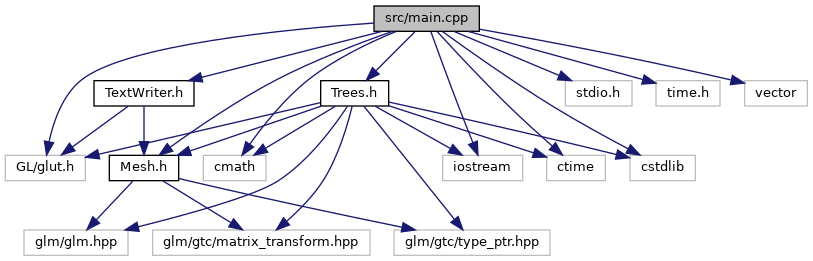 src/main.cpp
TextWriter.h
Trees.h
stdio.h
time.h
vector
GL/glut.h
Mesh.h
cmath
iostream
ctime
cstdlib
glm/glm.hpp
glm/gtc/matrix_transform.hpp
glm/gtc/type_ptr.hpp